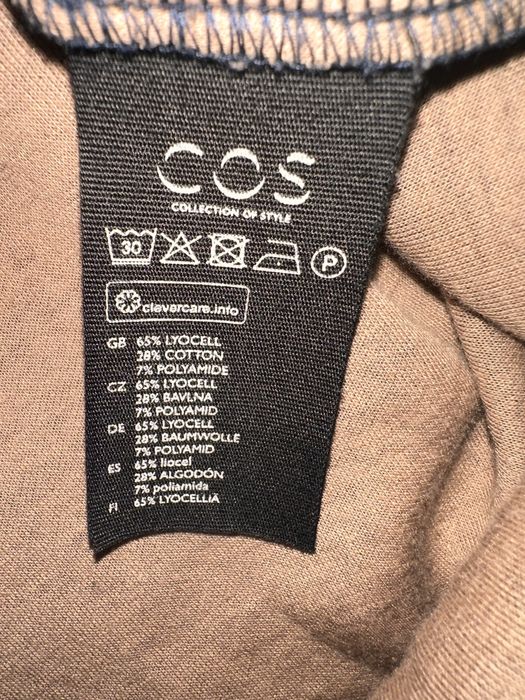 COS
COLLECTION OF STYLE
30 P
clevercare.info
GB 65% LYOCELL
28% COTTON
7% POLYAMIDE
CZ 65% LYOCELL
28% BAVLNA
7% POLYAMID
DE 65% LYOCELL
28% BAUMWOLLE
7% POLYAMID
ES 65% liocel
28% ALGODÓN
7% poliamida
FI 65% LYOCELLIÄ